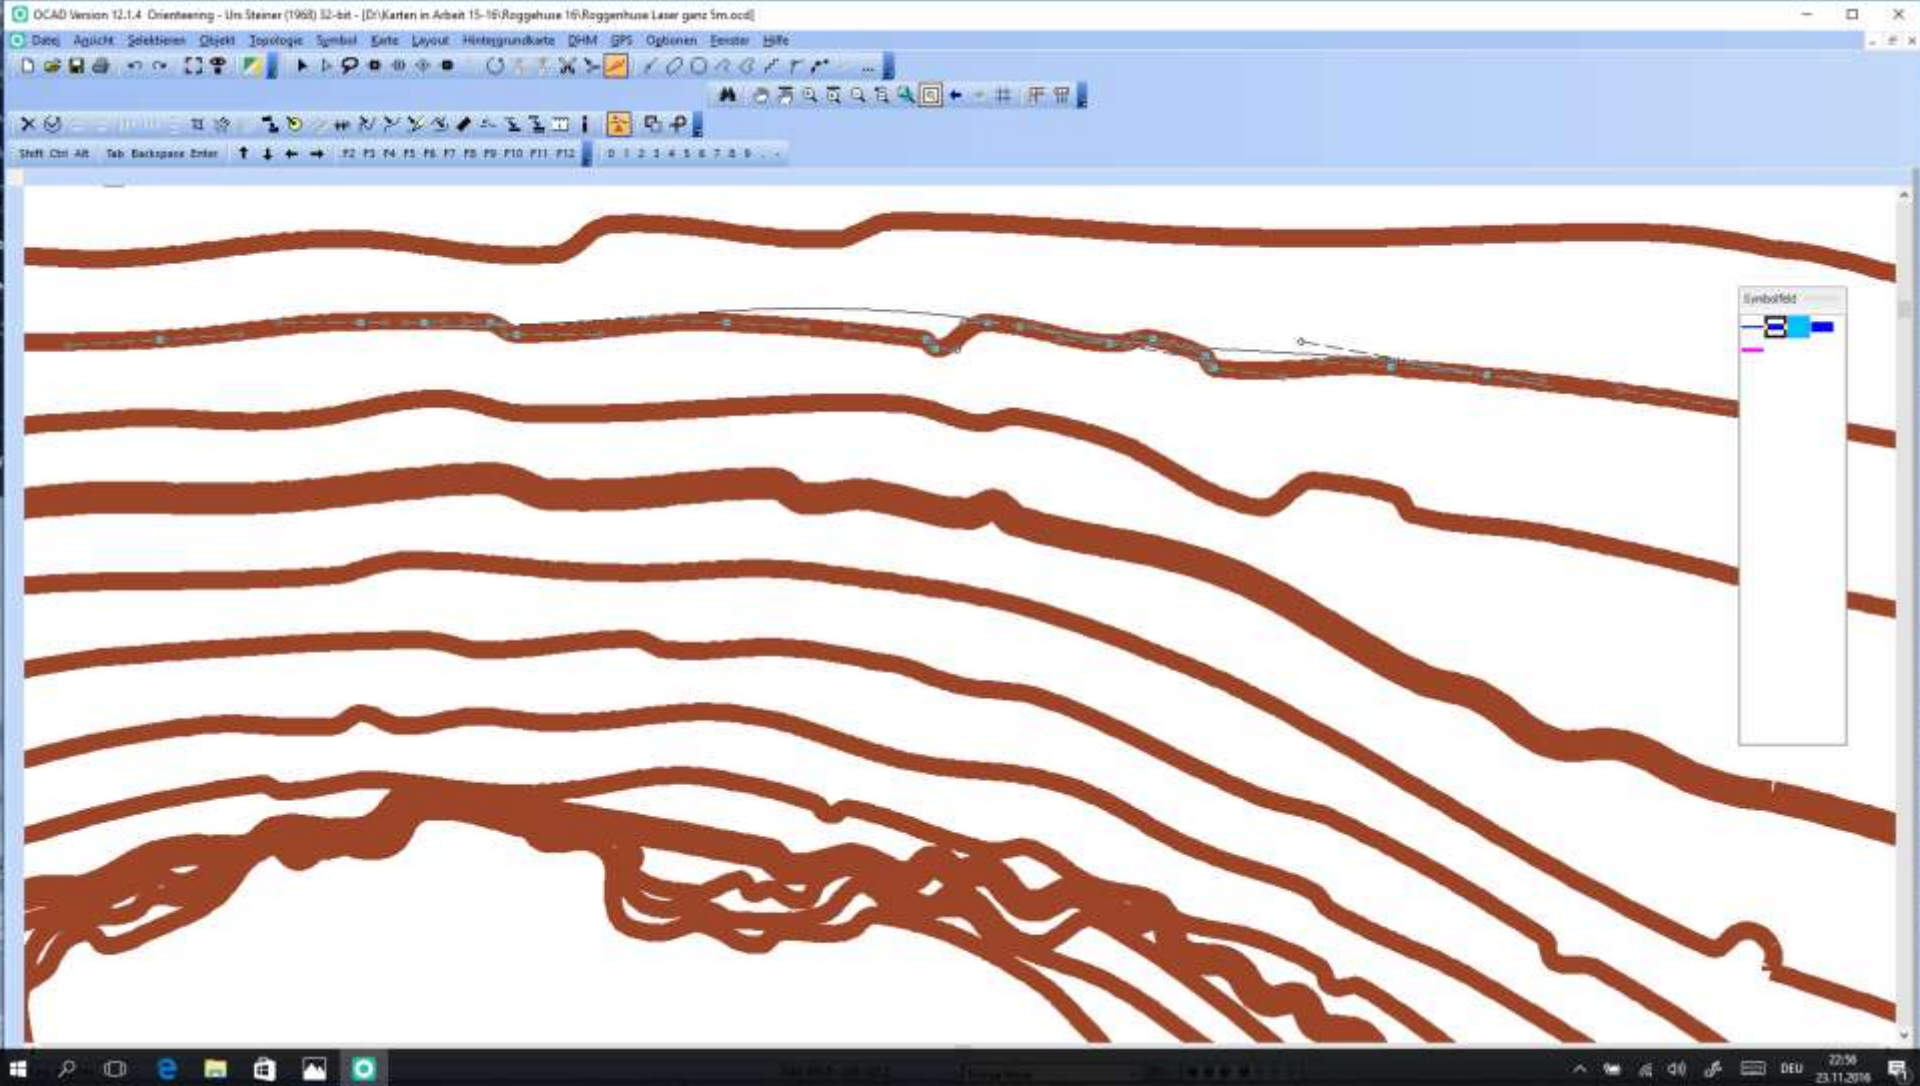 OCAD Version 12.1.4 Orienteering - Urs Steiner (1968) 32-bit - [D:\Karten in Arbeit 15-16\Roggehuse 16\Roggenhuse Laser ganz 5m.ocd]
Datei Ansicht Selektieren Objekt Topologie Symbol Karte Layout Hintergrundkarte DHM GPS Optionen Fenster Hilfe
Shift Ctrl Alt Tab Backspace Enter F2 F3 F4 F5 F6 F7 F8 F9 F10 F11 F12 0 1 2 3 4 5 6 7 8 9 . -
Symbolfeld
DEU
22:56
23.11.2016